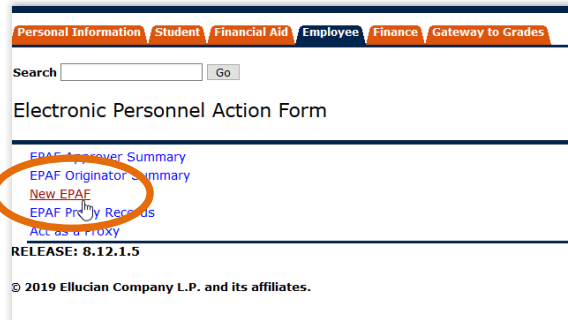 Personal Information Student Financial Aid Employee Finance Gateway to Grades
Search Go
Electronic Personnel Action Form
EPAF Approver Summary
EPAF Originator Summary
New EPAF
EPAF Proxy Records
Act as a Proxy
RELEASE: 8.12.1.5
© 2019 Ellucian Company L.P. and its affiliates.